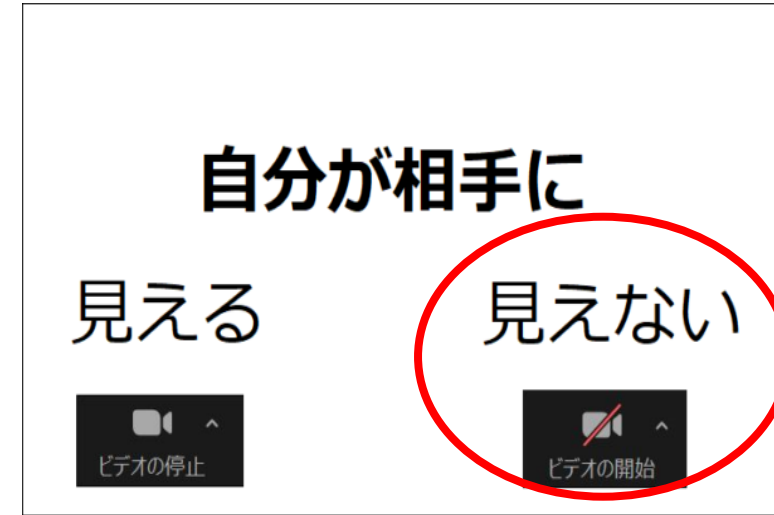 自分が相手に
見える
見えない
ビデオの停止
ビデオの開始